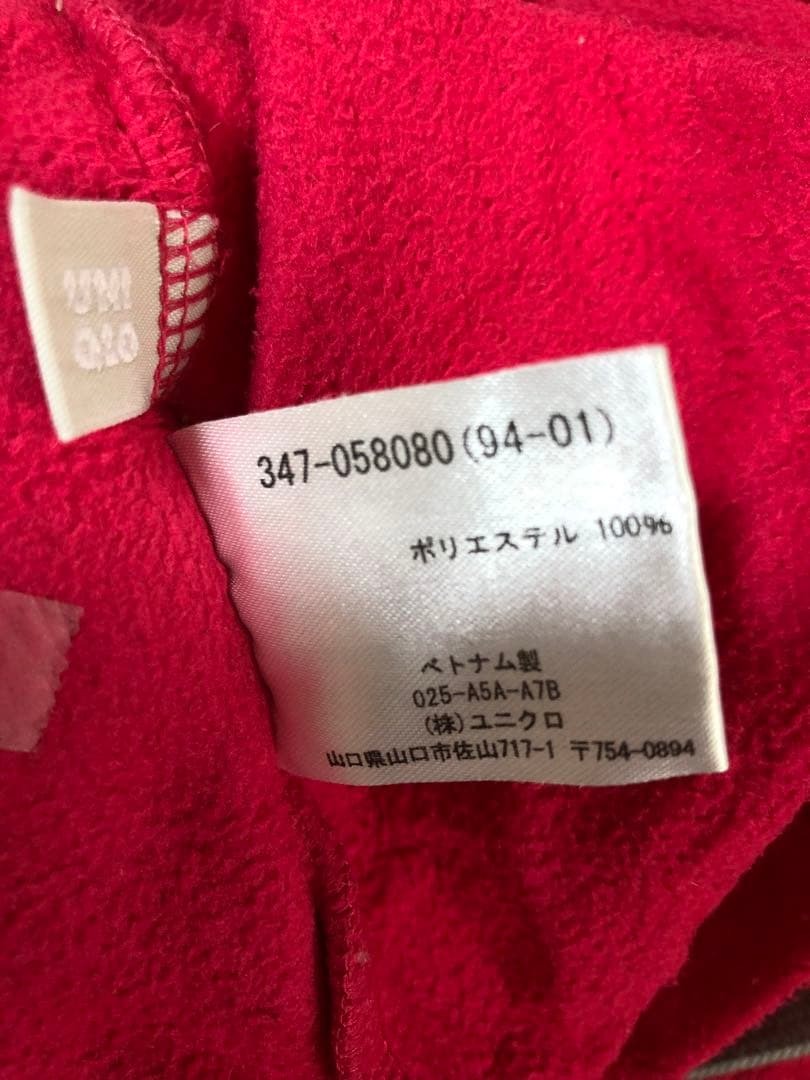 UNI
QLO
347-058080(94-01)
ポリエステル 100%
ベトナム製
025-A5A-A7B
(株)ユニクロ
山口県山口市佐山717-1 〒754-0894